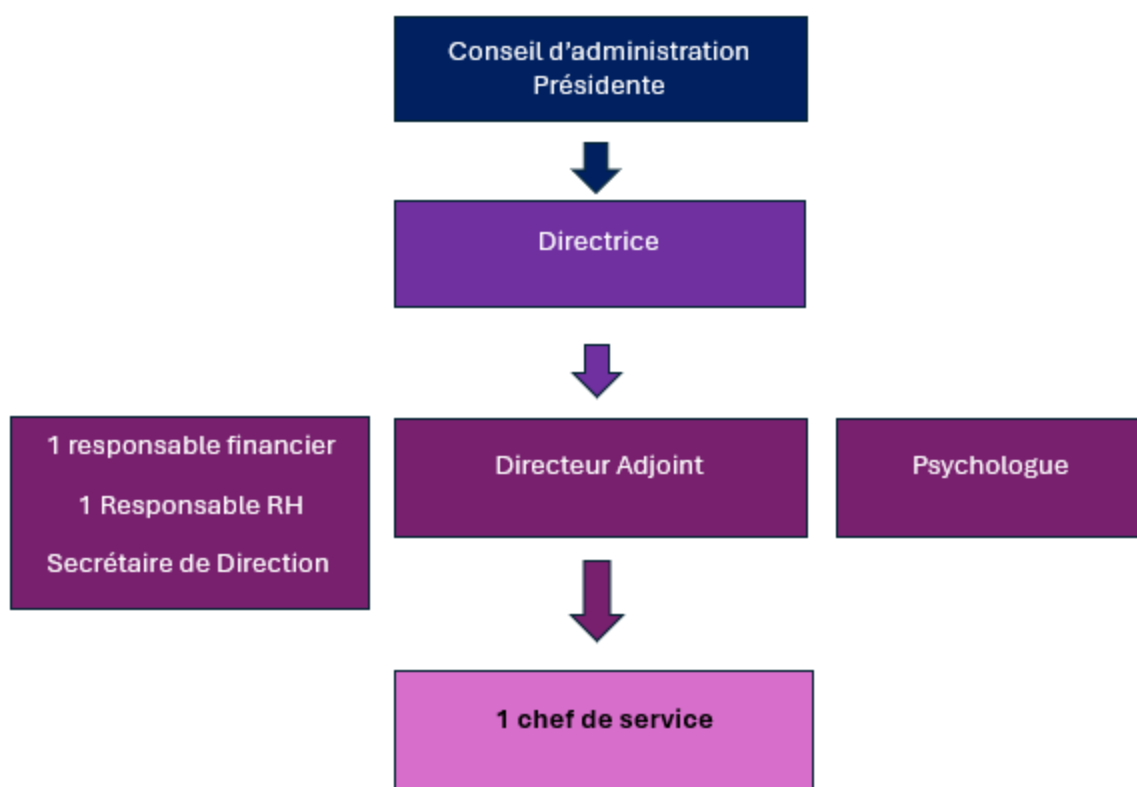 Conseil d’administration
Présidente
Directrice
1 responsable financier
1 Responsable RH
Secrétaire de Direction
Directeur Adjoint
Psychologue
1 chef de service